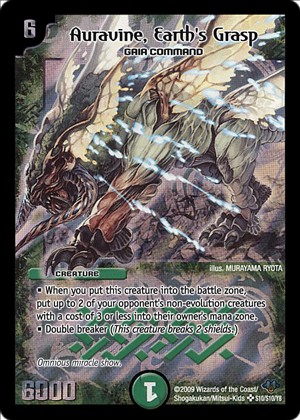 6
Auravine, Earth's Grasp
GAIA COMMAND
illus. MURAYAMA RYOTA
CREATURE
▪ When you put this creature into the battle zone,
put up to 2 of your opponent's non-evolution creatures
with a cost of 3 or less into their owner's mana zone.
▪ Double breaker (This creature breaks 2 shields.)
Omnious miracle show.
6000
1
©2009 Wizards of the Coast/
Shogakukan/Mitsui-Kids S10/S10/Y8